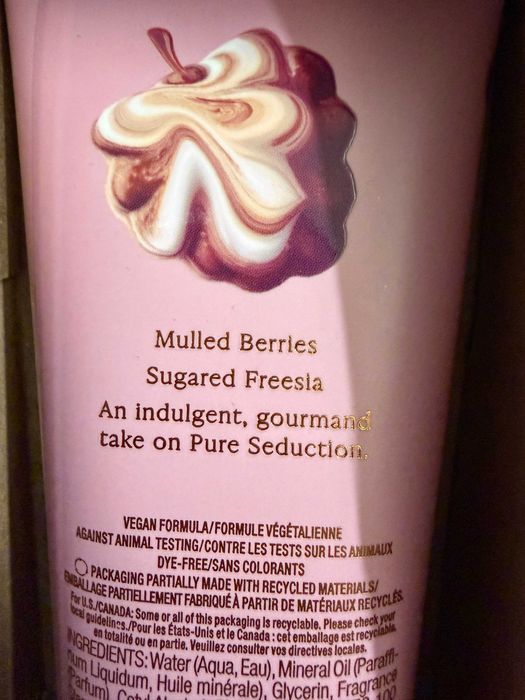 Mulled Berries
Sugared Freesia
An indulgent, gourmand
take on Pure Seduction.
VEGAN FORMULA/FORMULE VÉGÉTALIENNE
AGAINST ANIMAL TESTING/CONTRE LES TESTS SUR LES ANIMAUX
DYE-FREE/SANS COLORANTS
PACKAGING PARTIALLY MADE WITH RECYCLED MATERIALS/
EMBALLAGE PARTIELLEMENT FABRIQUÉ À PARTIR DE MATÉRIAUX RECYCLÉS.
For U.S./CANADA: Some or all of this packaging is recyclable. Please check your
local guidelines./Pour les États-Unis et le Canada : cet emballage est recyclable,
en totalité ou en partie. Veuillez consulter vos directives locales.
INGREDIENTS: Water (Aqua, Eau), Mineral Oil (Paraffi-
num Liquidum, Huile minérale), Glycerin, Fragrance
(Parfum),